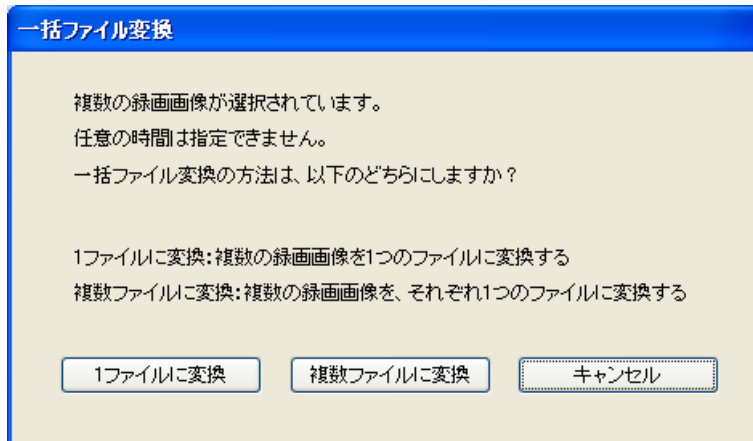 一括ファイル変換
複数の録画画像が選択されています。
任意の時間は指定できません。
一括ファイル変換の方法は、以下のどちらにしますか？
1ファイルに変換:複数の録画画像を1つのファイルに変換する
複数ファイルに変換:複数の録画画像を、それぞれ1つのファイルに変換する
1ファイルに変換 複数ファイルに変換 キャンセル